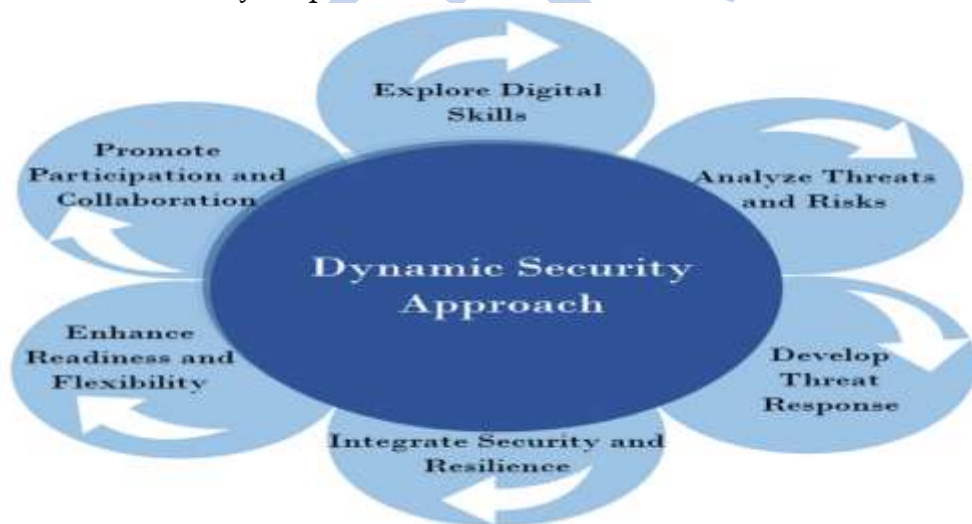 Explore Digital
Skills
Analyze Threats
and Risks
Develop
Threat
Response
Integrate Security and
Resilience
Enhance
Readiness and
Flexibility
Promote
Participation and
Collaboration
Dynamic Security
Approach